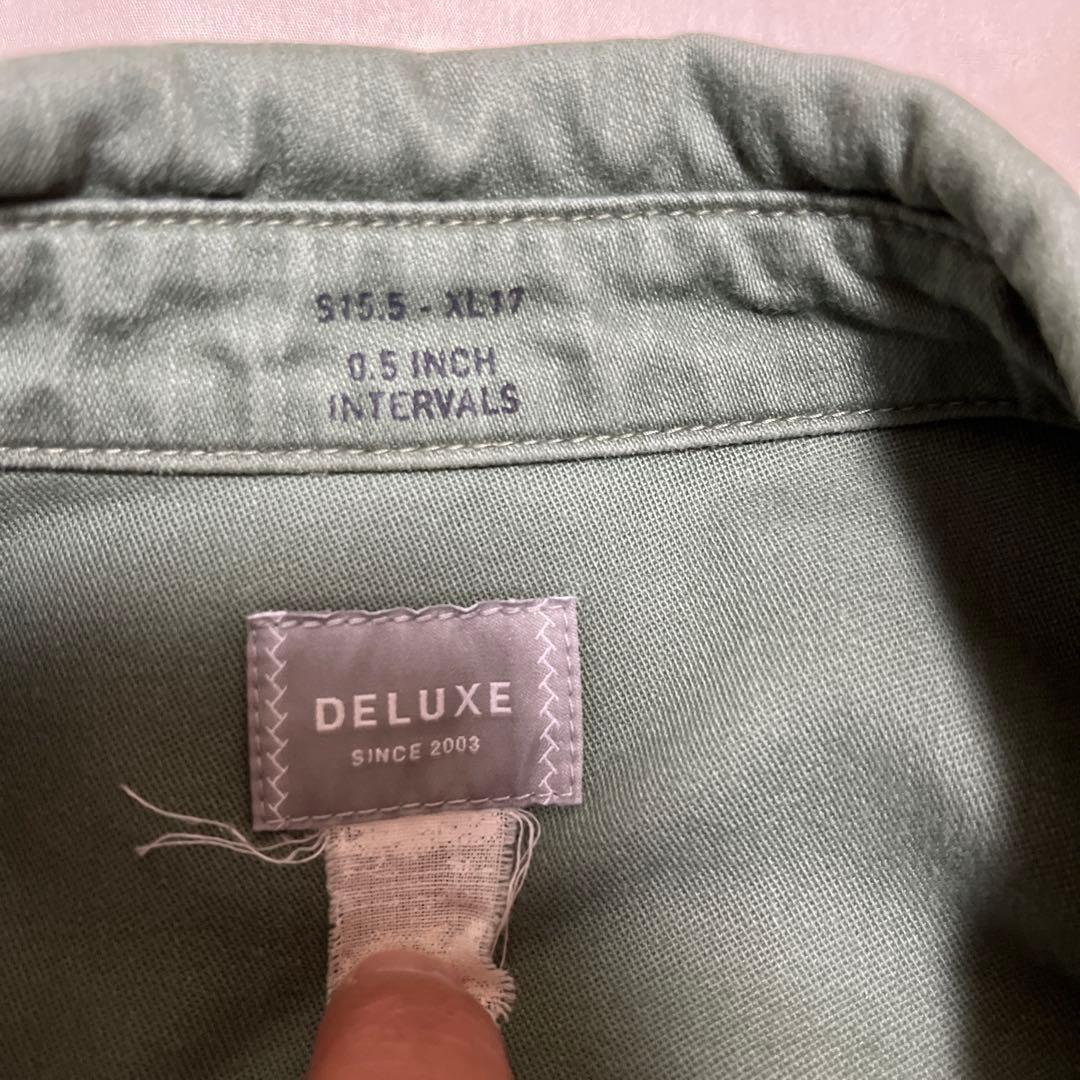 S15.5 - XL17
0.5 INCH
INTERVALS
DELUXE
SINCE 2003